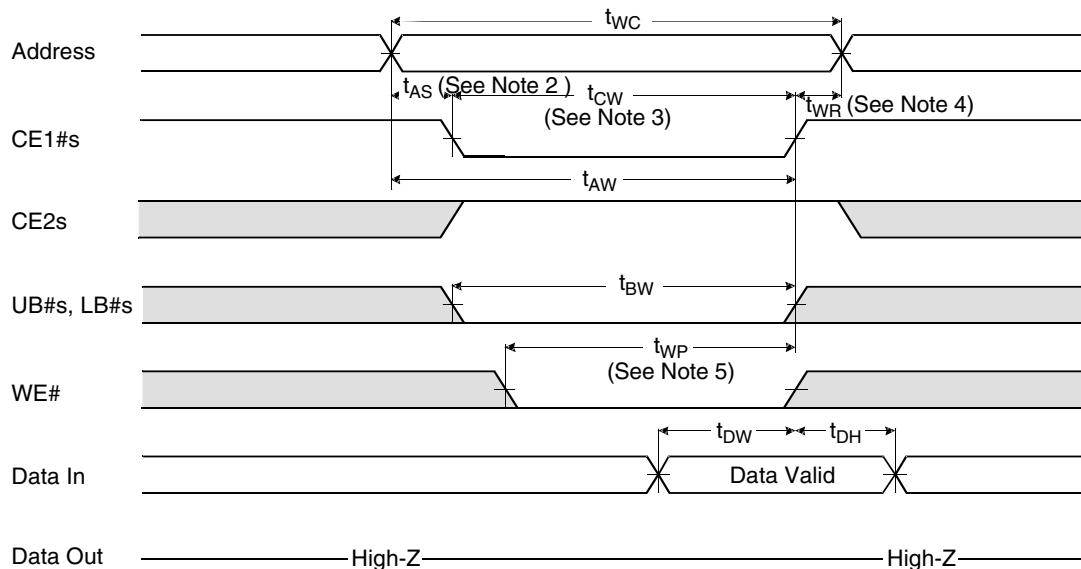 tWC
Address
tAS (See Note 2 )
tCW
(See Note 3)
tWR (See Note 4)
CE1#s
tAW
CE2s
tBW
UB#s, LB#s
tWP
(See Note 5)
WE#
tDW
tDH
Data In
Data Valid
Data Out
High-Z
High-Z